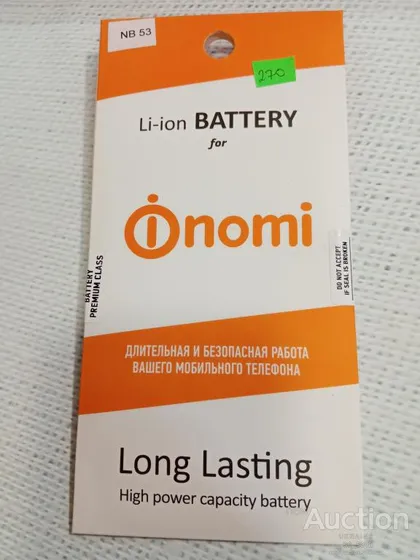 NB 53
270
Li-ion BATTERY
for
nomi
BATTERY
PREMIUM CLASS
DO NOT ACCEPT
IF SEAL IS BROKEN
ДЛИТЕЛЬНАЯ И БЕЗОПАСНАЯ РАБОТА
ВАШЕГО МОБИЛЬНОГО ТЕЛЕФОНА
Long Lasting
High power capacity battery
Auction